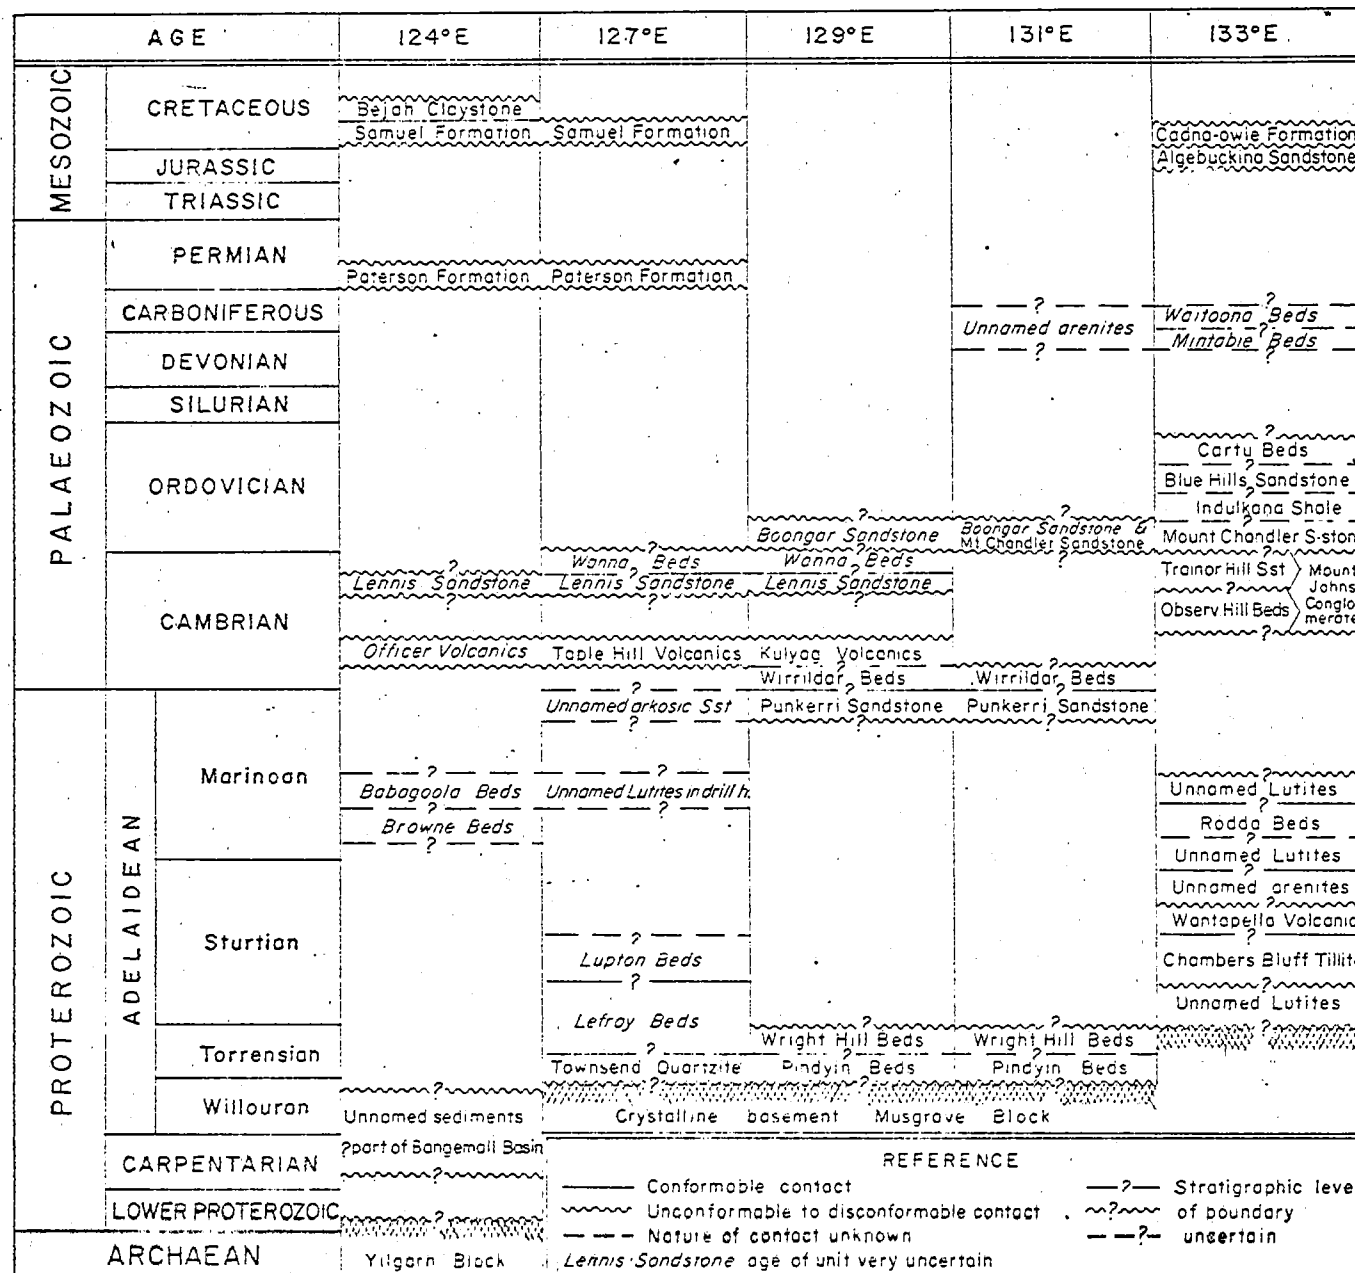 AGE 124°E 127°E 129°E 131°E 133°E
MESOZOIC
CRETACEOUS
Bejah Claystone
Samuel Formation Samuel Formation
Cadna-owie Formation
JURASSIC
Algebuckina Sandstone
TRIASSIC
PALAEOZOIC
PERMIAN
Paterson Formation Paterson Formation
CARBONIFEROUS
? ?
Unnamed arenites Waitoona Beds
?
Mintabie Beds
DEVONIAN
? ?
SILURIAN
?
Cartu Beds
?
ORDOVICIAN
Blue Hills Sandstone
?
Indulkana Shale
? ? ?
Boongar Sandstone Boongar Sandstone & Mt Chandler Sandstone Mount Chandler S-ston
? ? ? ?
Wanna Beds Wanna Beds
Trainor Hill Sst
Mount
Johns
Conglo
merate
? ? ?
Lennis Sandstone Lennis Sandstone Lennis Sandstone
? ? ? ?
Observ Hill Beds
CAMBRIAN
?
Officer Volcanics Table Hill Volcanics Kulyag Volcanics
? ?
Wirrildar Beds Wirrildar Beds
? ? ?
PROTEROZOIC
ADELAIDEAN
Unnamed arkosic Sst Punkerri Sandstone Punkerri Sandstone
? ? ?
Marinoan
? ? ?
Babagoola Beds Unnamed Lutites in drill h. Unnamed Lutites
? ? ?
Browne Beds Rodda Beds
? ?
Unnamed Lutites
?
Unnamed arenites
?
Wantapella Volcanic
Sturtian
? ?
Lupton Beds Chambers Bluff Tillit
? ?
Unnamed Lutites
Lefroy Beds
? ? ?
Torrensian
Wright Hill Beds Wright Hill Beds
? ? ?
Townsend Quartzite Pindyin Beds Pindyin Beds
? ? ?
Willouran
?
Unnamed sediments Crystalline basement Musgrave Block
?part of Bangemall Basin
CARPENTARIAN
?
LOWER PROTEROZOIC
?
ARCHAEAN
Yilgarn Block
REFERENCE
Conformable contact
Unconformable to disconformable contact
Nature of contact unknown
Lennis Sandstone age of unit very uncertain
? Stratigraphic leve
? of boundary
? uncertain